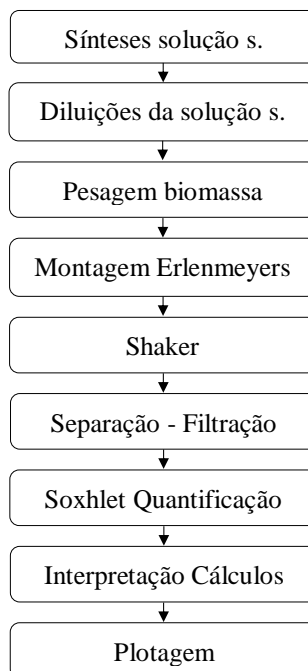 Sínteses solução s.
Diluições da solução s.
Pesagem biomassa
Montagem Erlenmeyers
Shaker
Separação - Filtração
Soxhlet Quantificação
Interpretação Cálculos
Plotagem